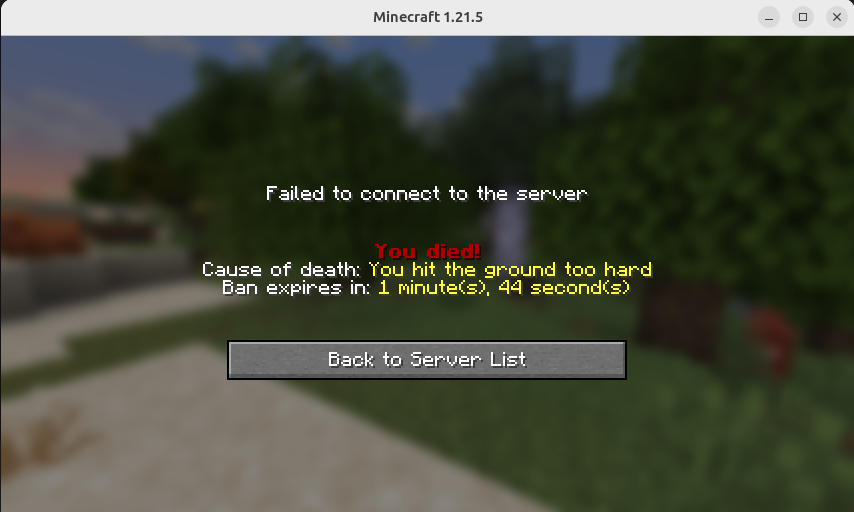 Minecraft 1.21.5
Failed to connect to the server
You died!
Cause of death: You hit the ground too hard
Ban expires in: 1 minute(s), 44 second(s)
Back to Server List